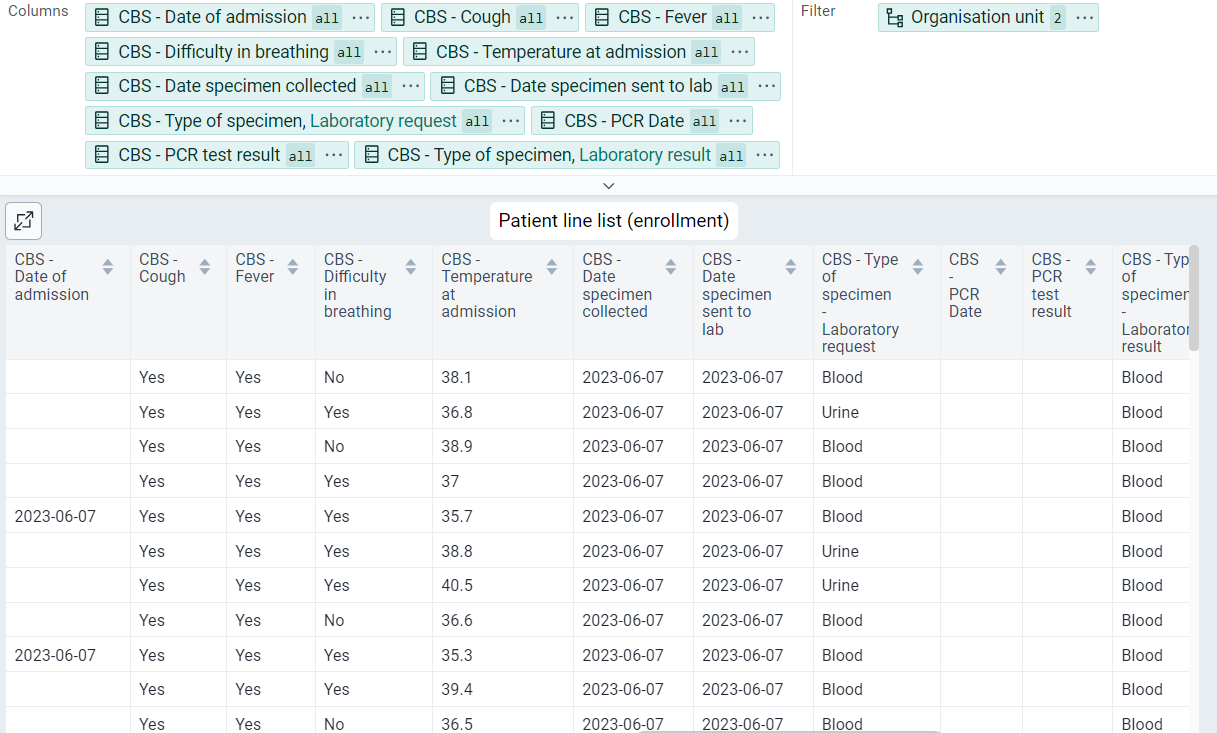 Columns CBS - Date of admission all ... CBS - Cough all ... CBS - Fever all ... Filter Organisation unit 2 ...
CBS - Difficulty in breathing all ... CBS - Temperature at admission all ...
CBS - Date specimen collected all ... CBS - Date specimen sent to lab all ...
CBS - Type of specimen, Laboratory request all ... CBS - PCR Date all ...
CBS - PCR test result all ... CBS - Type of specimen, Laboratory result all ...
Patient line list (enrollment)
CBS - Date of admission CBS - Cough CBS - Fever CBS - Difficulty in breathing CBS - Temperature at admission CBS - Date specimen collected CBS - Date specimen sent to lab CBS - Type of specimen - Laboratory request CBS - PCR Date CBS - PCR test result CBS - Typ of specimen - Laborator result
Yes Yes No 38.1 2023-06-07 2023-06-07 Blood Blood
Yes Yes Yes 36.8 2023-06-07 2023-06-07 Urine Blood
Yes Yes No 38.9 2023-06-07 2023-06-07 Blood Blood
Yes Yes Yes 37 2023-06-07 2023-06-07 Blood Blood
2023-06-07 Yes Yes Yes 35.7 2023-06-07 2023-06-07 Blood Blood
Yes Yes Yes 38.8 2023-06-07 2023-06-07 Urine Blood
Yes Yes Yes 40.5 2023-06-07 2023-06-07 Urine Blood
Yes Yes No 36.6 2023-06-07 2023-06-07 Blood Blood
2023-06-07 Yes Yes Yes 35.3 2023-06-07 2023-06-07 Blood Blood
Yes Yes Yes 39.4 2023-06-07 2023-06-07 Blood Blood
Yes Yes No 36.5 2023-06-07 2023-06-07 Blood Blood